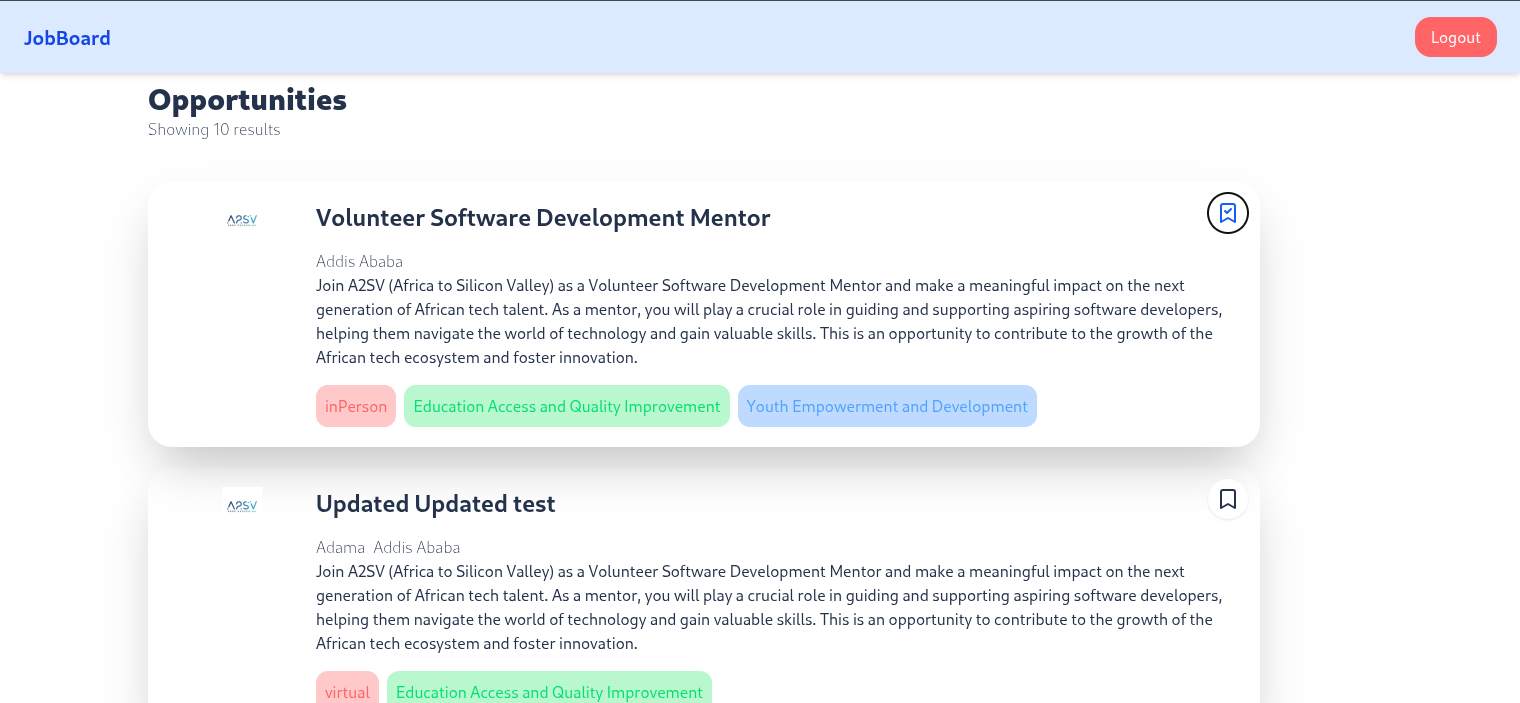 JobBoard
Logout
Opportunities
Showing 10 results
A2SV
Volunteer Software Development Mentor
Addis Ababa
Join A2SV (Africa to Silicon Valley) as a Volunteer Software Development Mentor and make a meaningful impact on the next
generation of African tech talent. As a mentor, you will play a crucial role in guiding and supporting aspiring software developers,
helping them navigate the world of technology and gain valuable skills. This is an opportunity to contribute to the growth of the
African tech ecosystem and foster innovation.
inPerson Education Access and Quality Improvement Youth Empowerment and Development
A2SV
Updated Updated test
Adama Addis Ababa
Join A2SV (Africa to Silicon Valley) as a Volunteer Software Development Mentor and make a meaningful impact on the next
generation of African tech talent. As a mentor, you will play a crucial role in guiding and supporting aspiring software developers,
helping them navigate the world of technology and gain valuable skills. This is an opportunity to contribute to the growth of the
African tech ecosystem and foster innovation.
virtual Education Access and Quality Improvement